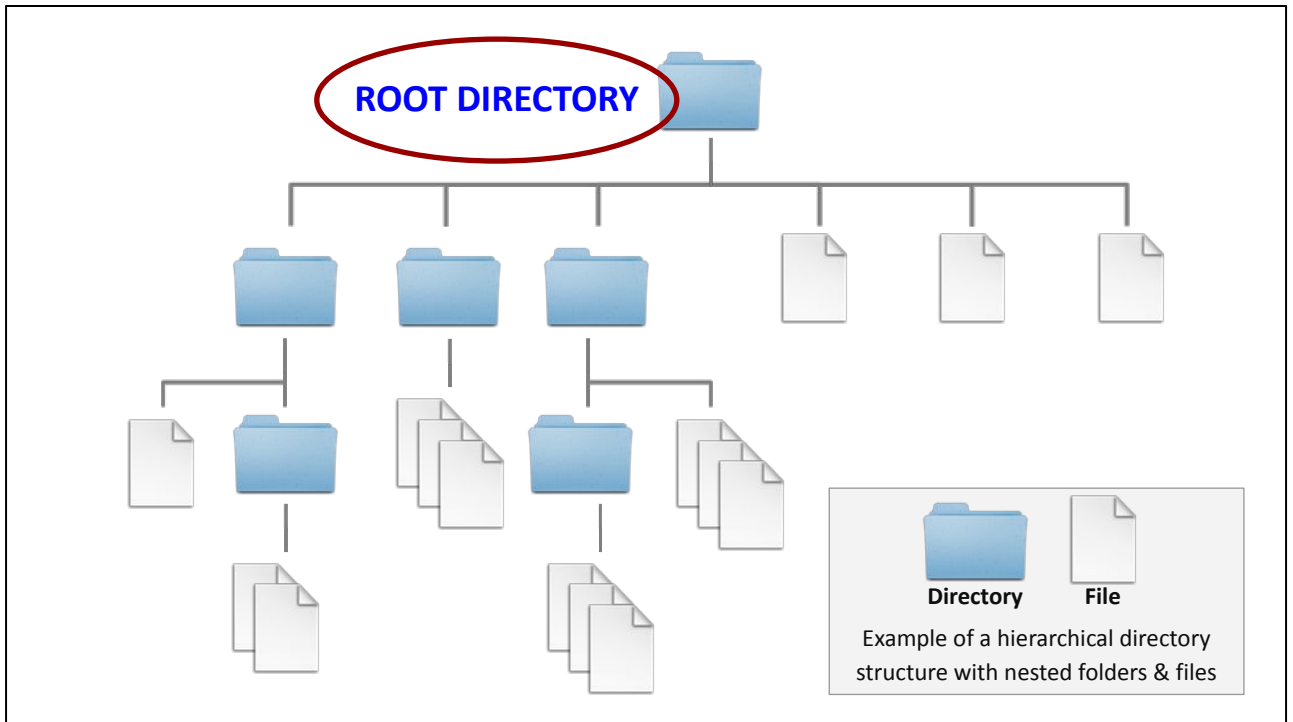 ROOT DIRECTORY
Directory
File
Example of a hierarchical directory
structure with nested folders & files